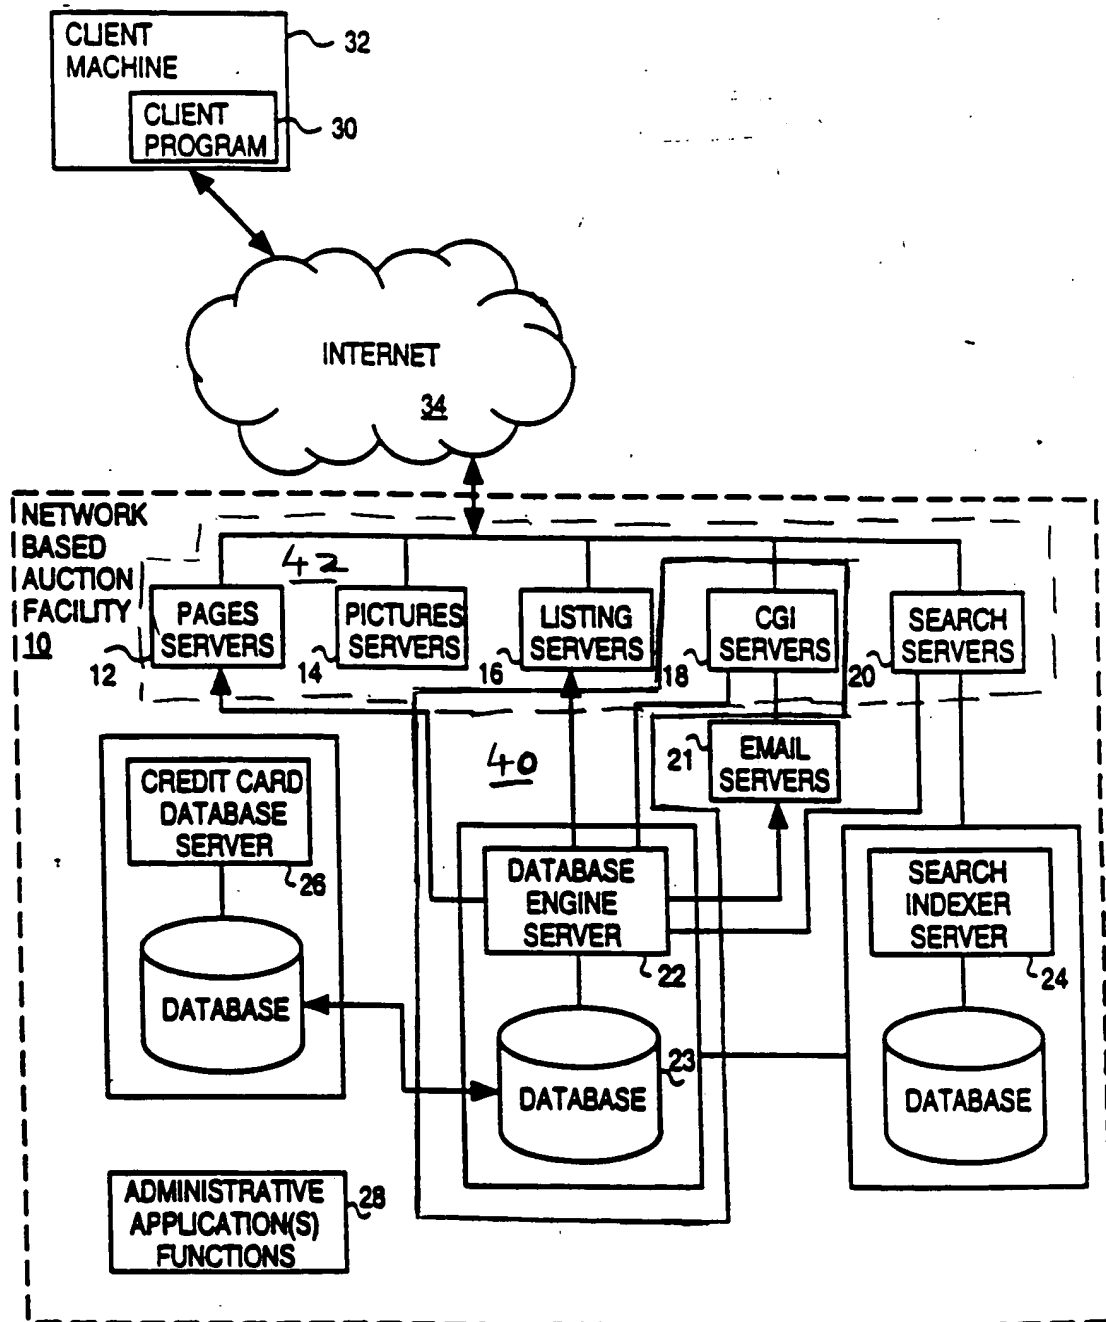 CLIENT
MACHINE
32
CLIENT
PROGRAM
30
INTERNET
34
NETWORK
BASED
AUCTION
FACILITY
10
42
PAGES
SERVERS
12
PICTURES
SERVERS
14
LISTING
SERVERS
16
CGI
SERVERS
18
SEARCH
SERVERS
20
40
21
EMAIL
SERVERS
CREDIT CARD
DATABASE
SERVER
26
DATABASE
DATABASE
ENGINE
SERVER
22
23
DATABASE
SEARCH
INDEXER
SERVER
24
DATABASE
ADMINISTRATIVE
APPLICATION(S)
FUNCTIONS
28